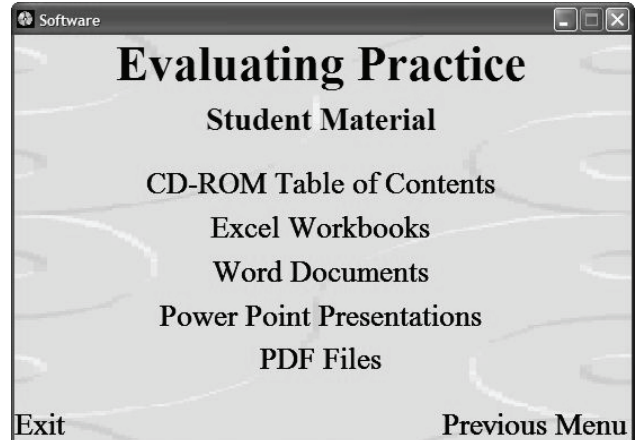 Software
Evaluating Practice
Student Material
CD-ROM Table of Contents
Excel Workbooks
Word Documents
Power Point Presentations
PDF Files
Exit Previous Menu